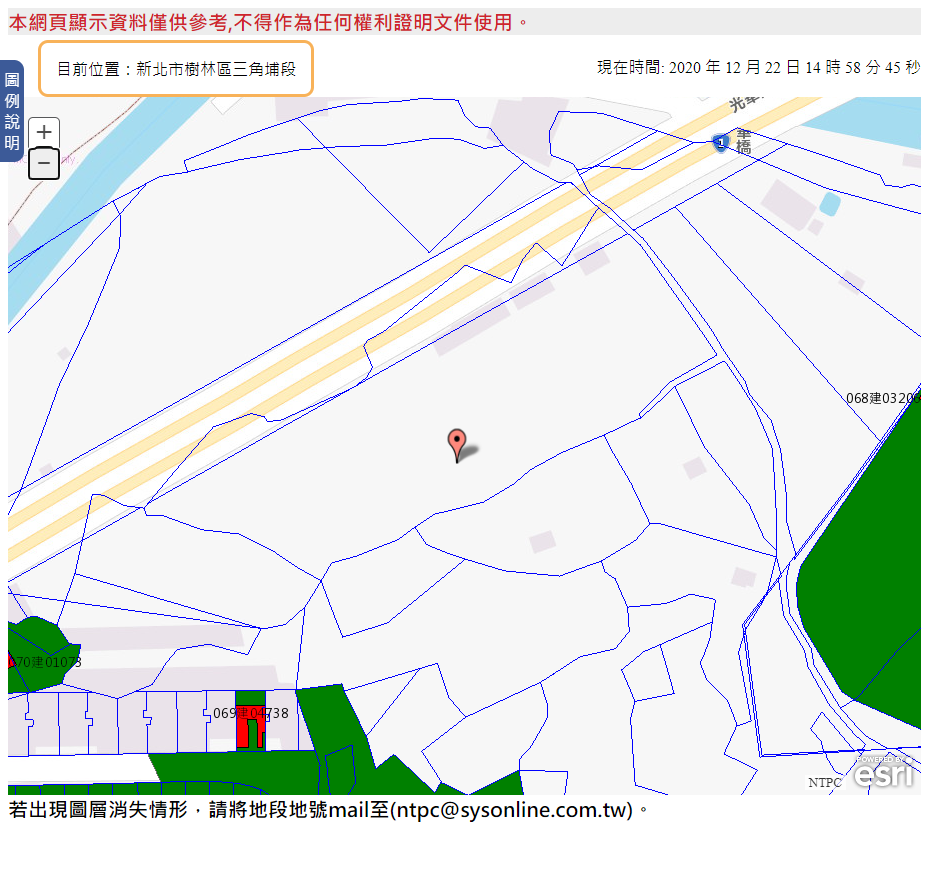 本網頁顯示資料僅供參考,不得作為任何權利證明文件使用。
目前位置：新北市樹林區三角埔段
現在時間: 2020 年 12 月 22 日 14 時 58 分 45 秒
圖例說明
+
−
1
068建0320
70建01073
069建04738
NTPC
POWERED BY
esri
若出現圖層消失情形，請將地段地號mail至(ntpc@sysonline.com.tw)。